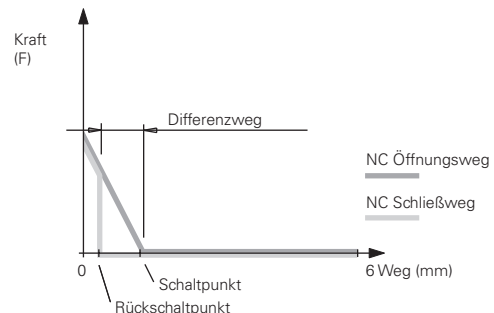 Kraft
(F)
Differenzweg
NC Öffnungsweg
NC Schließweg
0
6 Weg (mm)
Schaltpunkt
Rückschaltpunkt